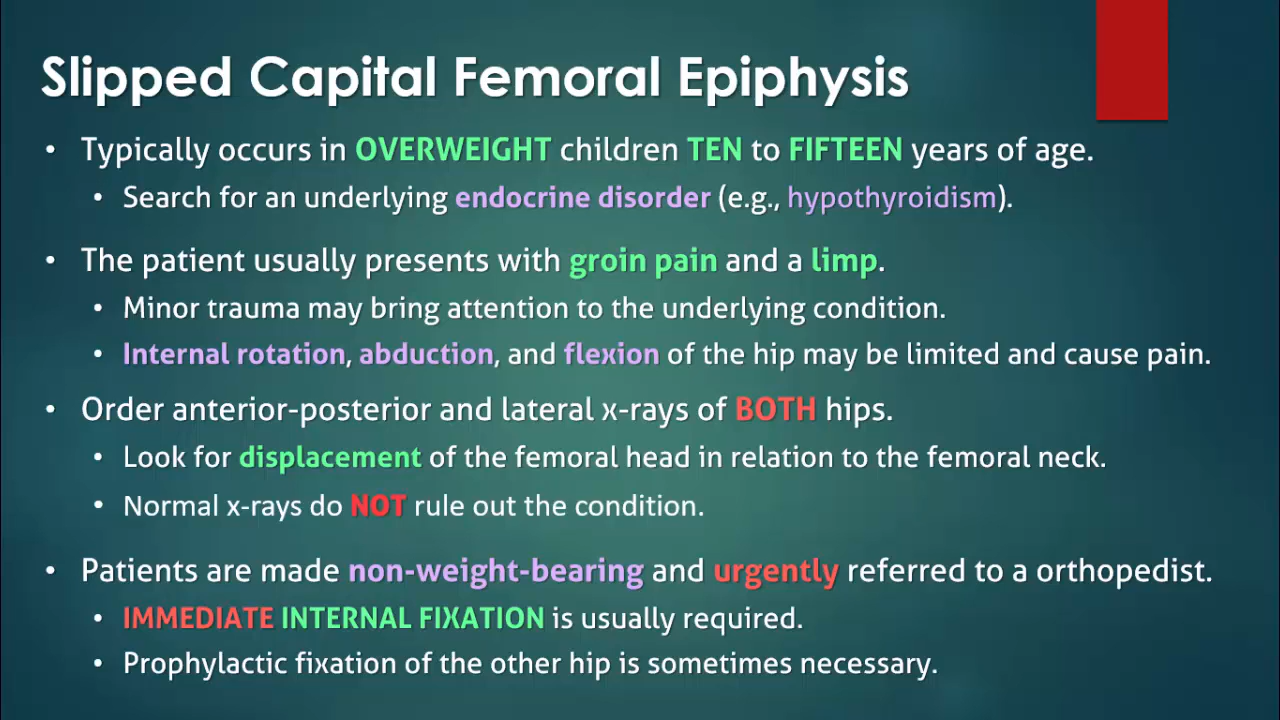 Slipped Capital Femoral Epiphysis
• Typically occurs in OVERWEIGHT children TEN to FIFTEEN years of age.
• Search for an underlying endocrine disorder (e.g., hypothyroidism).
• The patient usually presents with groin pain and a limp.
• Minor trauma may bring attention to the underlying condition.
• Internal rotation, abduction, and flexion of the hip may be limited and cause pain.
• Order anterior-posterior and lateral x-rays of BOTH hips.
• Look for displacement of the femoral head in relation to the femoral neck.
• Normal x-rays do NOT rule out the condition.
• Patients are made non-weight-bearing and urgently referred to a orthopedist.
• IMMEDIATE INTERNAL FIXATION is usually required.
• Prophylactic fixation of the other hip is sometimes necessary.